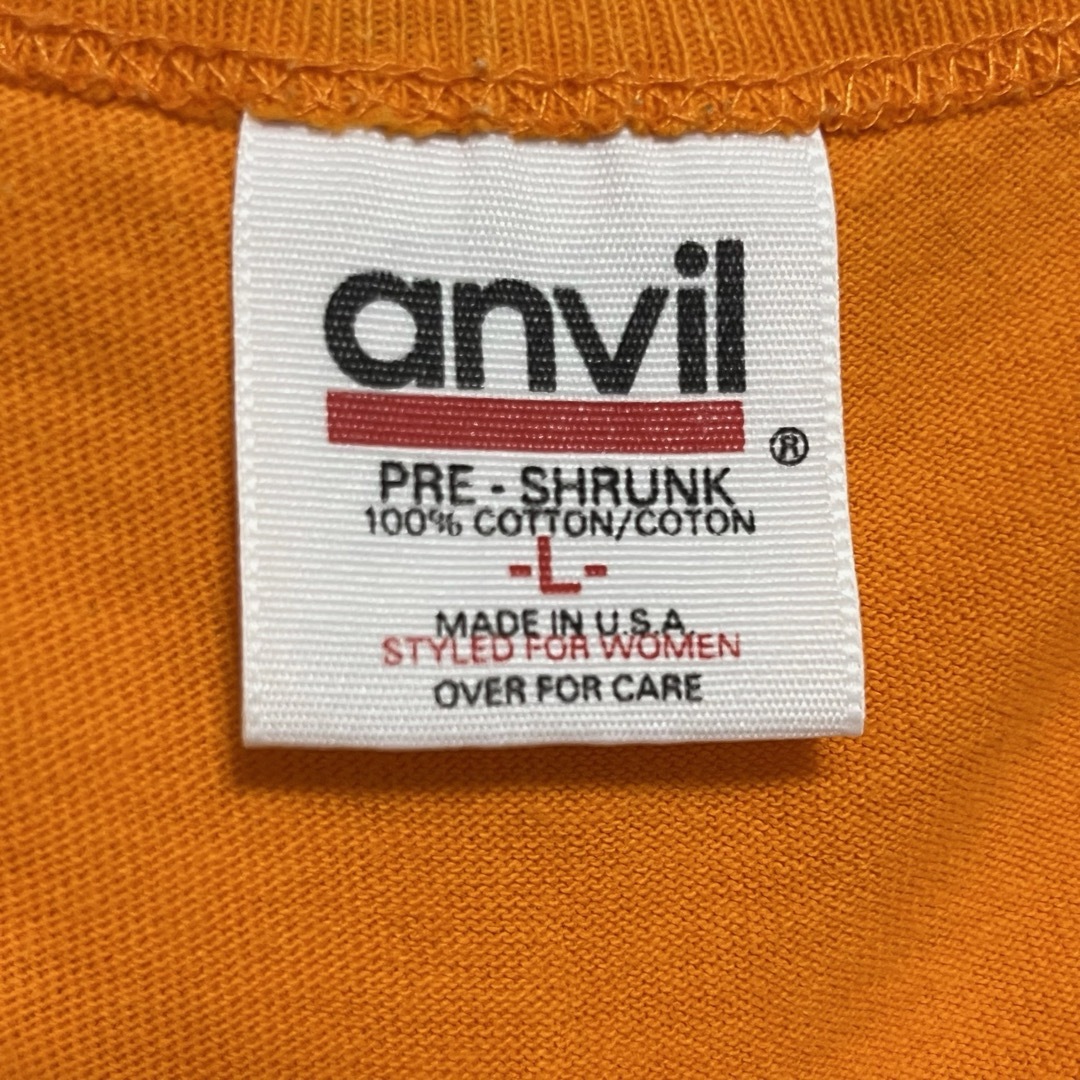 anvil
®
PRE - SHRUNK
100% COTTON/COTON
-L-
MADE IN U.S.A.
STYLED FOR WOMEN
OVER FOR CARE